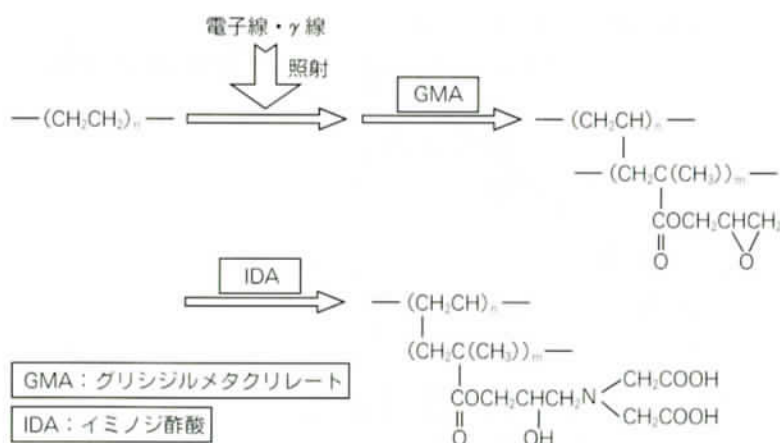 電子線・γ線
照射
GMA
—(CH₂CH₂)ₙ—
—(CH₂CH)ₙ—
—(CH₂C(CH₃))ₘ—
COCH₂CHCH₂
O
O
IDA
—(CH₂CH)ₙ—
(CH₂C(CH₃))ₘ—
CH₂COOH
COCH₂CHCH₂N
CH₂COOH
O
OH
GMA：グリシジルメタクリレート
IDA：イミノジ酢酸